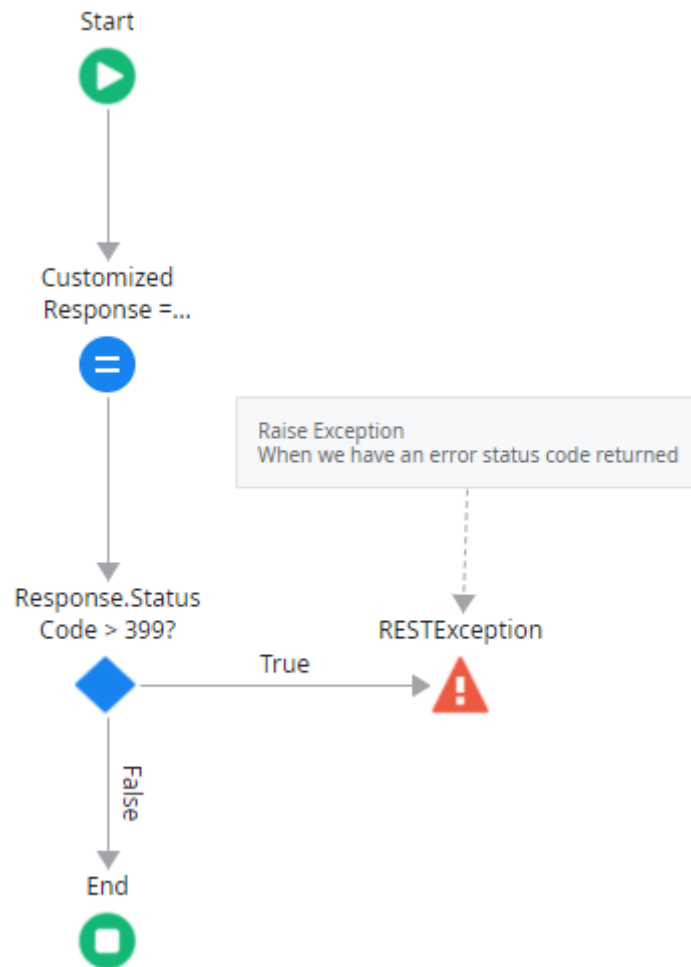 Start
Customized
Response =...
Raise Exception
When we have an error status code returned
Response.Status
Code > 399?
RESTException
True
False
End